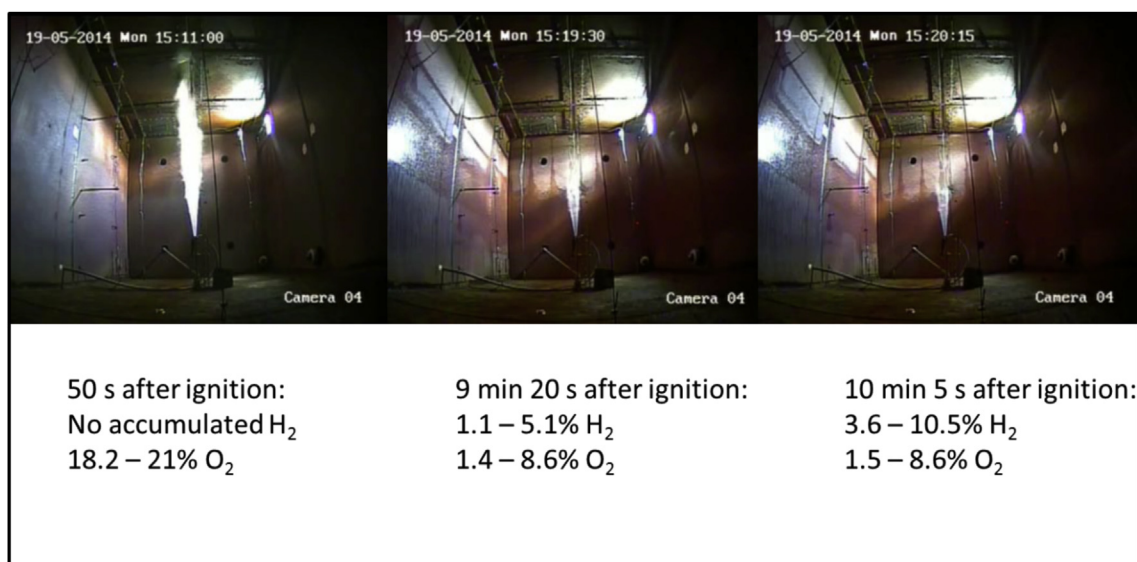 19-05-2014 Mon 15:11:00
Camera 04
19-05-2014 Mon 15:19:30
Camera 04
19-05-2014 Mon 15:20:15
Camera 04
50 s after ignition:
No accumulated H₂
18.2 – 21% O₂
9 min 20 s after ignition:
1.1 – 5.1% H₂
1.4 – 8.6% O₂
10 min 5 s after ignition:
3.6 – 10.5% H₂
1.5 – 8.6% O₂